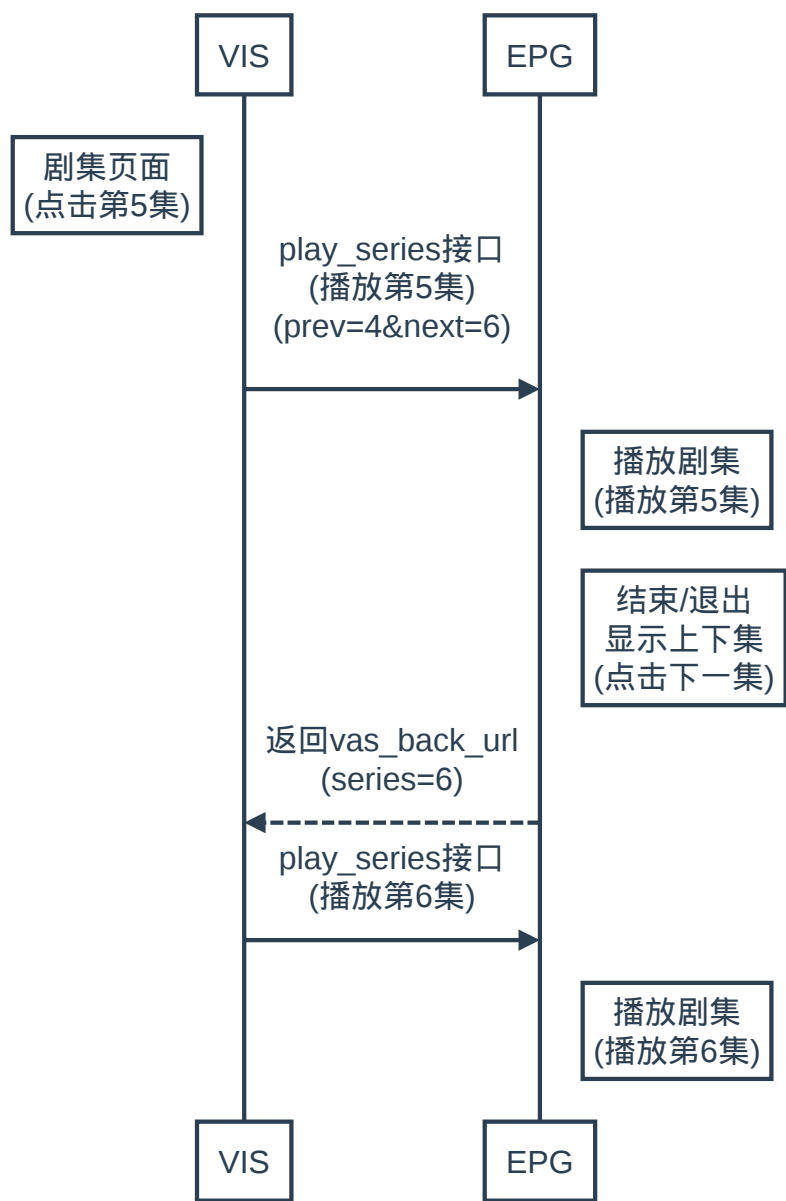 VIS
EPG
剧集页面
(点击第5集)
play_series接口
(播放第5集)
(prev=4&next=6)
播放剧集
(播放第5集)
结束/退出
显示上下集
(点击下一集)
返回vas_back_url
(series=6)
play_series接口
(播放第6集)
播放剧集
(播放第6集)
VIS
EPG